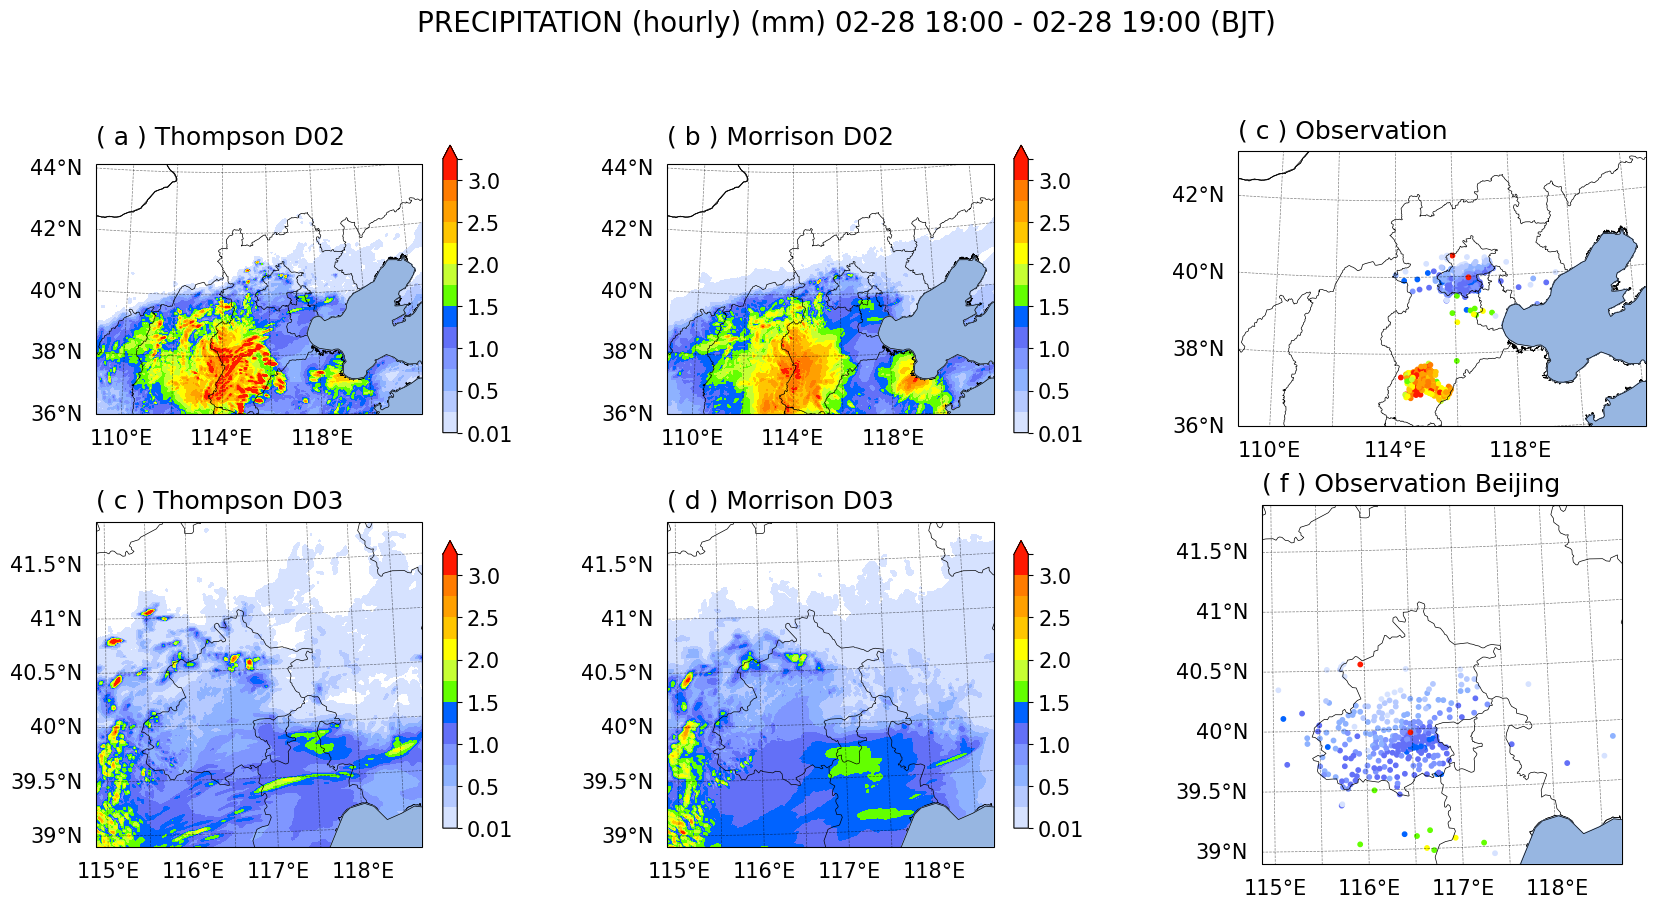 PRECIPITATION (hourly) (mm) 02-28 18:00 - 02-28 19:00 (BJT)
( a ) Thompson D02
44°N
42°N
40°N
38°N
36°N
110°E 114°E 118°E
3.0
2.5
2.0
1.5
1.0
0.5
0.01
( b ) Morrison D02
44°N
42°N
40°N
38°N
36°N
110°E 114°E 118°E
3.0
2.5
2.0
1.5
1.0
0.5
0.01
( c ) Observation
42°N
40°N
38°N
36°N
110°E 114°E 118°E
( c ) Thompson D03
41.5°N
41°N
40.5°N
40°N
39.5°N
39°N
115°E 116°E 117°E 118°E
3.0
2.5
2.0
1.5
1.0
0.5
0.01
( d ) Morrison D03
41.5°N
41°N
40.5°N
40°N
39.5°N
39°N
115°E 116°E 117°E 118°E
3.0
2.5
2.0
1.5
1.0
0.5
0.01
( f ) Observation Beijing
41.5°N
41°N
40.5°N
40°N
39.5°N
39°N
115°E 116°E 117°E 118°E